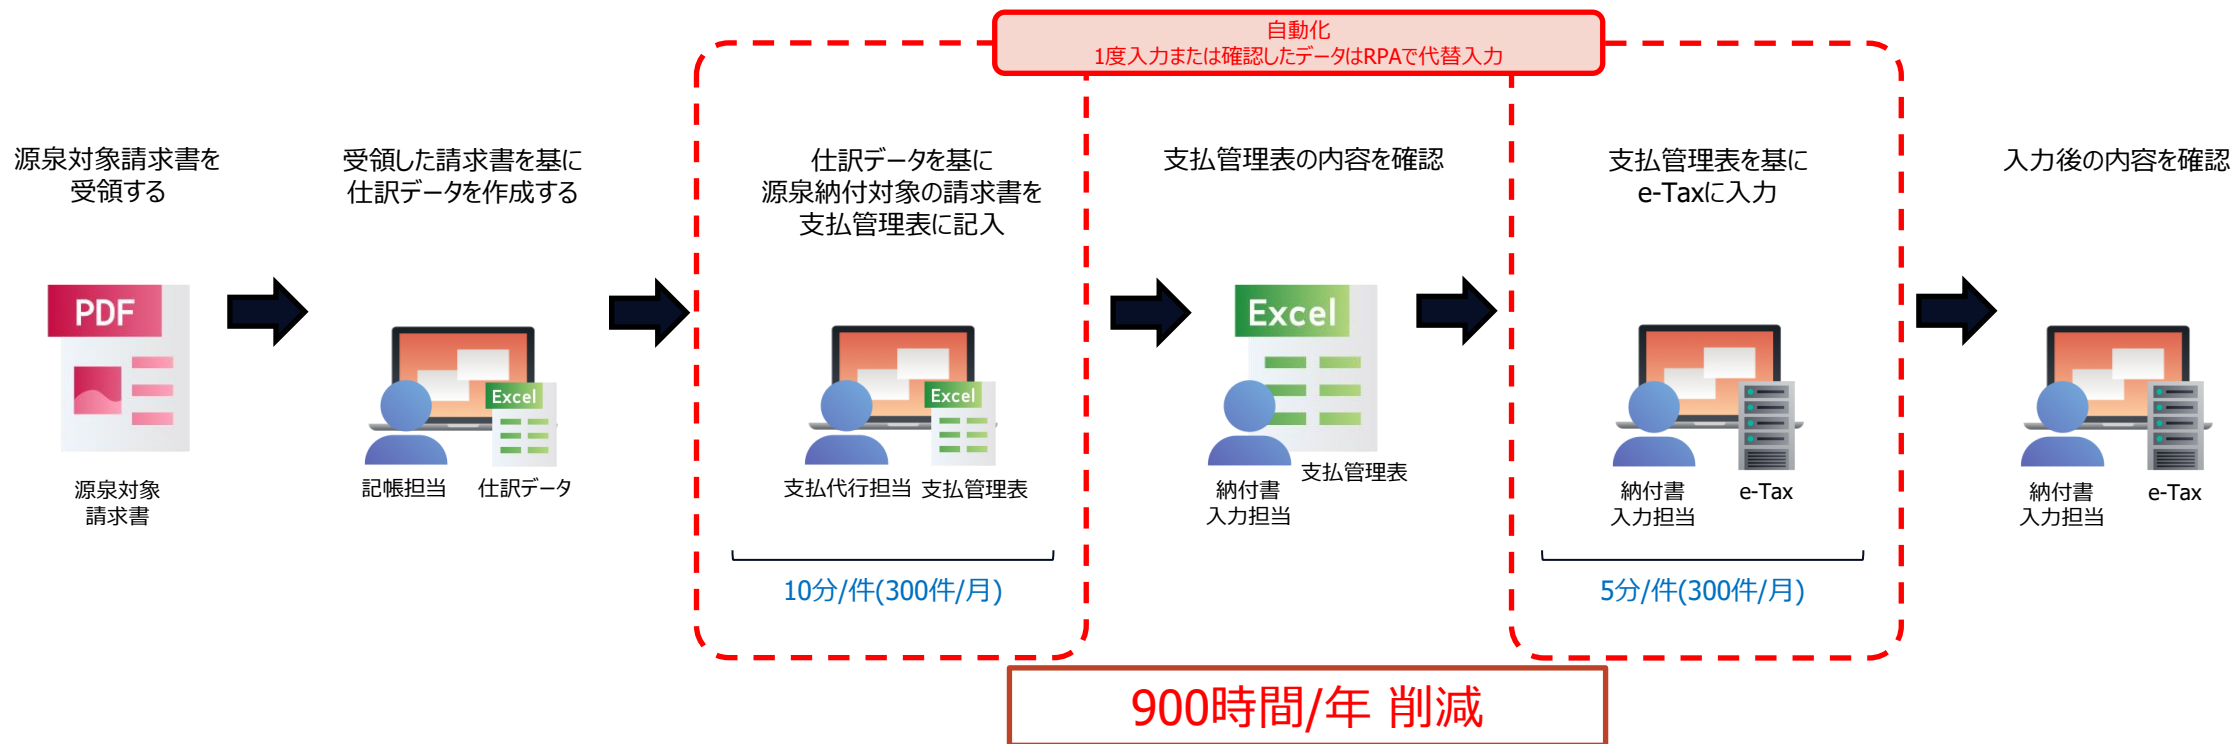 自動化
1度入力または確認したデータはRPAで代替入力
源泉対象請求書を
受領する
受領した請求書を基に
仕訳データを作成する
仕訳データを基に
源泉納付対象の請求書を
支払管理表に記入
支払管理表の内容を確認
支払管理表を基に
e-Taxに入力
入力後の内容を確認
PDF
源泉対象
請求書
Excel
記帳担当
仕訳データ
Excel
支払代行担当
支払管理表
Excel
納付書
入力担当
支払管理表
納付書
入力担当
e-Tax
納付書
入力担当
e-Tax
10分/件(300件/月)
5分/件(300件/月)
900時間/年 削減